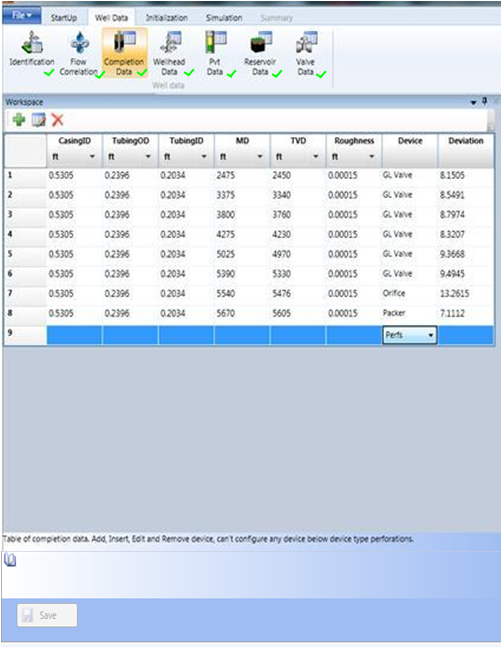 File StartUp Well Data Initialization Simulation Summary
Identification Flow Correlation Completion Data Wellhead Data Pvt Data Reservoir Data Valve Data
Well data
Workspace
CasingID TubingOD TubingID MD TVD Roughness Device Deviation
ft ft ft ft ft ft
1 0.5305 0.2396 0.2034 2475 2450 0.00015 GL Valve 8.1505
2 0.5305 0.2396 0.2034 3375 3340 0.00015 GL Valve 8.5491
3 0.5305 0.2396 0.2034 3800 3760 0.00015 GL Valve 8.7974
4 0.5305 0.2396 0.2034 4275 4230 0.00015 GL Valve 8.3207
5 0.5305 0.2396 0.2034 5025 4970 0.00015 GL Valve 9.3668
6 0.5305 0.2396 0.2034 5390 5330 0.00015 GL Valve 9.4945
7 0.5305 0.2396 0.2034 5540 5476 0.00015 Orifice 13.2615
8 0.5305 0.2396 0.2034 5670 5605 0.00015 Packer 7.1112
9 Perfs
Table of completion data. Add, Insert, Edit and Remove device, can't configure any device below device type perforations.
Save